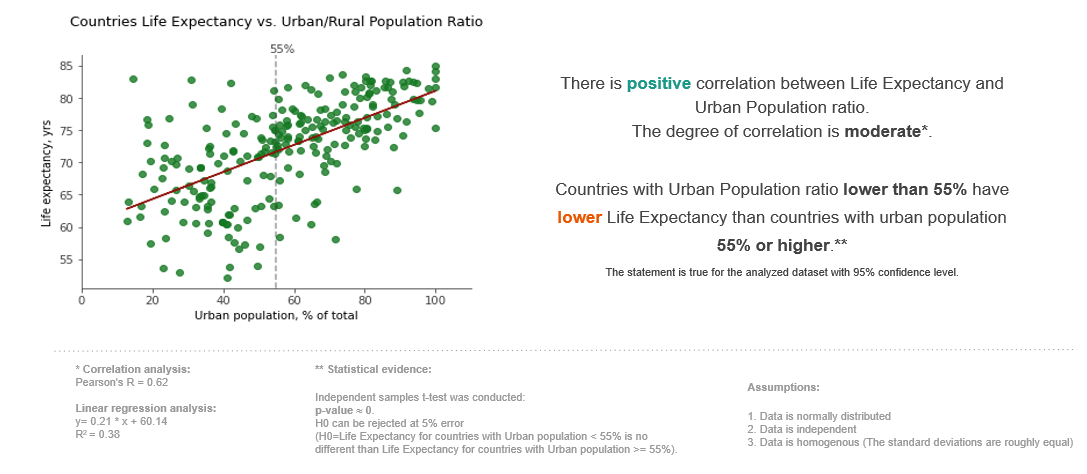 Countries Life Expectancy vs. Urban/Rural Population Ratio
55%
85
80
75
70
65
60
55
Life expectancy, yrs
0 20 40 60 80 100
Urban population, % of total
There is positive correlation between Life Expectancy and
Urban Population ratio.
The degree of correlation is moderate*.
Countries with Urban Population ratio lower than 55% have
lower Life Expectancy than countries with urban population
55% or higher.**
The statement is true for the analyzed dataset with 95% confidence level.
* Correlation analysis:
Pearson's R = 0.62
Linear regression analysis:
y= 0.21 * x + 60.14
R² = 0.38
** Statistical evidence:
Independent samples t-test was conducted:
p-value ≈ 0.
H0 can be rejected at 5% error
(H0=Life Expectancy for countries with Urban population < 55% is no
different than Life Expectancy for countries with Urban population >= 55%).
Assumptions:
1. Data is normally distributed
2. Data is independent
3. Data is homogenous (The standard deviations are roughly equal)